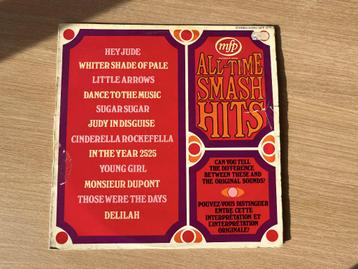 HEY JUDE
WHITER SHADE OF PALE
LITTLE ARROWS
DANCE TO THE MUSIC
SUGAR SUGAR
JUDY IN DISGUISE
CINDERELLA ROCKEFELLA
IN THE YEAR 2525
YOUNG GIRL
MONSIEUR DUPONT
THOSE WERE THE DAYS
DELILAH
mfp
ALL-TIME
SMASH
HITS
CAN YOU TELL
THE DIFFERENCE
BETWEEN THESE AND
THE ORIGINAL SOUNDS?
POUVEZ-VOUS DISTINGUER
ENTRE CETTE
INTERPRÉTATION ET
L'INTERPRÉTATION
ORIGINALE?